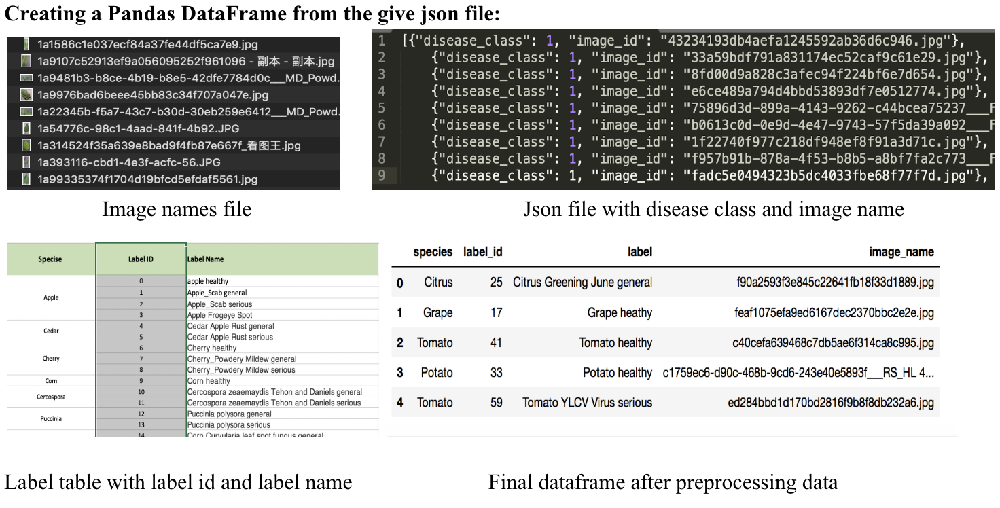 Creating a Pandas DataFrame from the give json file:
1a1586c1e037ecf84a37fe44df5ca7e9.jpg
1a9107c52913ef9a056095252f961096 - 副本 - 副本.jpg
1a9481b3-b8ce-4b19-b8e5-42dfe7784d0c___MD_Powd.
1a9976bad6beee45bb83c34f707a047e.jpg
1a22345b-f5a7-43c7-b30d-30eb259e6412___MD_Powd.
1a54776c-98c1-4aad-841f-4b92.JPG
1a314524f35a639e8bad9f4fb87e667f_看图王.jpg
1a393116-cbd1-4e3f-acfc-56.JPG
1a99335374f1704d19bfcd5efdaf5561.jpg
Image names file
1 [{"disease_class": 1, "image_id": "43234193db4aefa1245592ab36d6c946.jpg"},
2 {"disease_class": 1, "image_id": "33a59bdf791a831174ec52caf9c61e29.jpg"},
3 {"disease_class": 1, "image_id": "8fd00d9a828c3afec94f224bf6e7d654.jpg"},
4 {"disease_class": 1, "image_id": "e6ce489a794d4bbd53893df7e0512774.jpg"},
5 {"disease_class": 1, "image_id": "75896d3d-899a-4143-9262-c44bcea75237___F
6 {"disease_class": 1, "image_id": "b0613c0d-0e9d-4e47-9743-57f5da39a092___F
7 {"disease_class": 1, "image_id": "1f22740f977c218df948ef8f91a3d71c.jpg"},
8 {"disease_class": 1, "image_id": "f957b91b-878a-4f53-b8b5-a8bf7fa2c773___F
9 {"disease_class": 1, "image_id": "fadc5e0494323b5dc4033fbe68f77f7d.jpg"},
Json file with disease class and image name
Specise Label ID Label Name
0 apple healthy
Apple
1 Apple_Scab general
2 Apple_Scab serious
3 Apple Frogeye Spot
Cedar
4 Cedar Apple Rust general
5 Cedar Apple Rust serious
6 Cherry healthy
Cherry
7 Cherry_Powdery Mildew general
8 Cherry_Powdery Mildew serious
Corn 9 Corn healthy
Cercospora
10 Cercospora zeaemaydis Tehon and Daniels general
11 Cercospora zeaemaydis Tehon and Daniels serious
Puccinia
12 Puccinia polysora general
13 Puccinia polysora serious
14 Corn Curvularia leaf spot fungus general
Label table with label id and label name
species label_id label image_name
0 Citrus 25 Citrus Greening June general f90a2593f3e845c22641fb18f33d1889.jpg
1 Grape 17 Grape heathy feaf1075efa9ed6167dec2370bbc2e2e.jpg
2 Tomato 41 Tomato healthy c40cefa639468c7db5ae6f314ca8c995.jpg
3 Potato 33 Potato healthy c1759ec6-d90c-468b-9cd6-243e40e5893f___RS_HL 4...
4 Tomato 59 Tomato YLCV Virus serious ed284bbd1d170bd2816f9b8f8db232a6.jpg
Final dataframe after preprocessing data